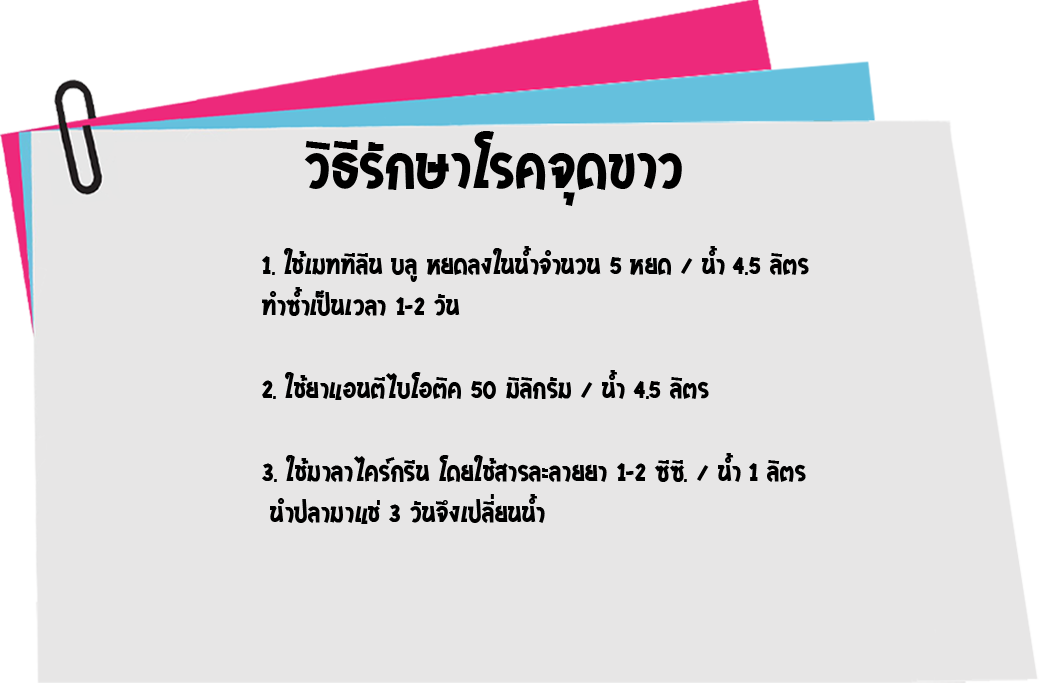 วิธีรักษาโรคจุดขาว
1. ใช้เมททีลีน บลู หยดลงในน้ำจำนวน 5 หยด / น้ำ 4.5 ลิตร
ทำซ้ำเป็นเวลา 1-2 วัน
2. ใช้ยาแอนตีไบโอติค 50 มิลิกรัม / น้ำ 4.5 ลิตร
3. ใช้มาลาไคร์กรีน โดยใช้สารละลายยา 1-2 ซีซี. / น้ำ 1 ลิตร
นำปลามาแช่ 3 วันจึงเปลี่ยนน้ำ